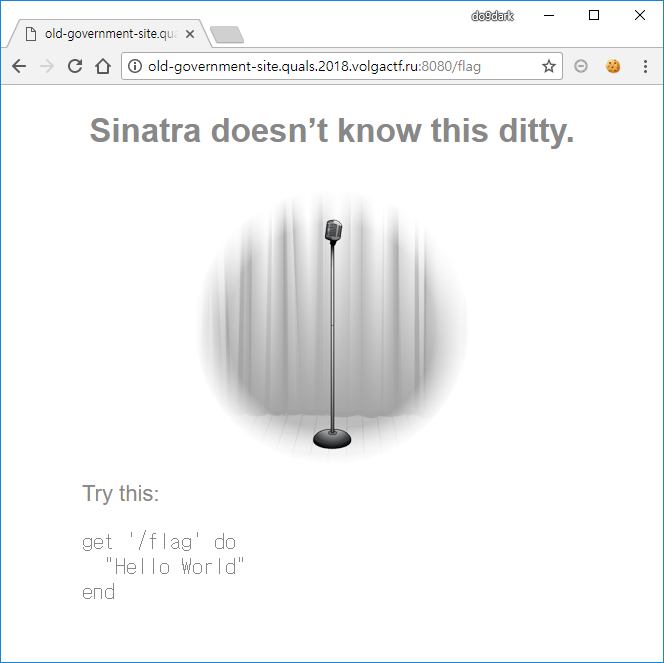 do9dark
old-government-site.qua
old-government-site.quals.2018.volgactf.ru:8080/flag
Sinatra doesn’t know this ditty.
Try this:
get '/flag' do
  "Hello World"
end